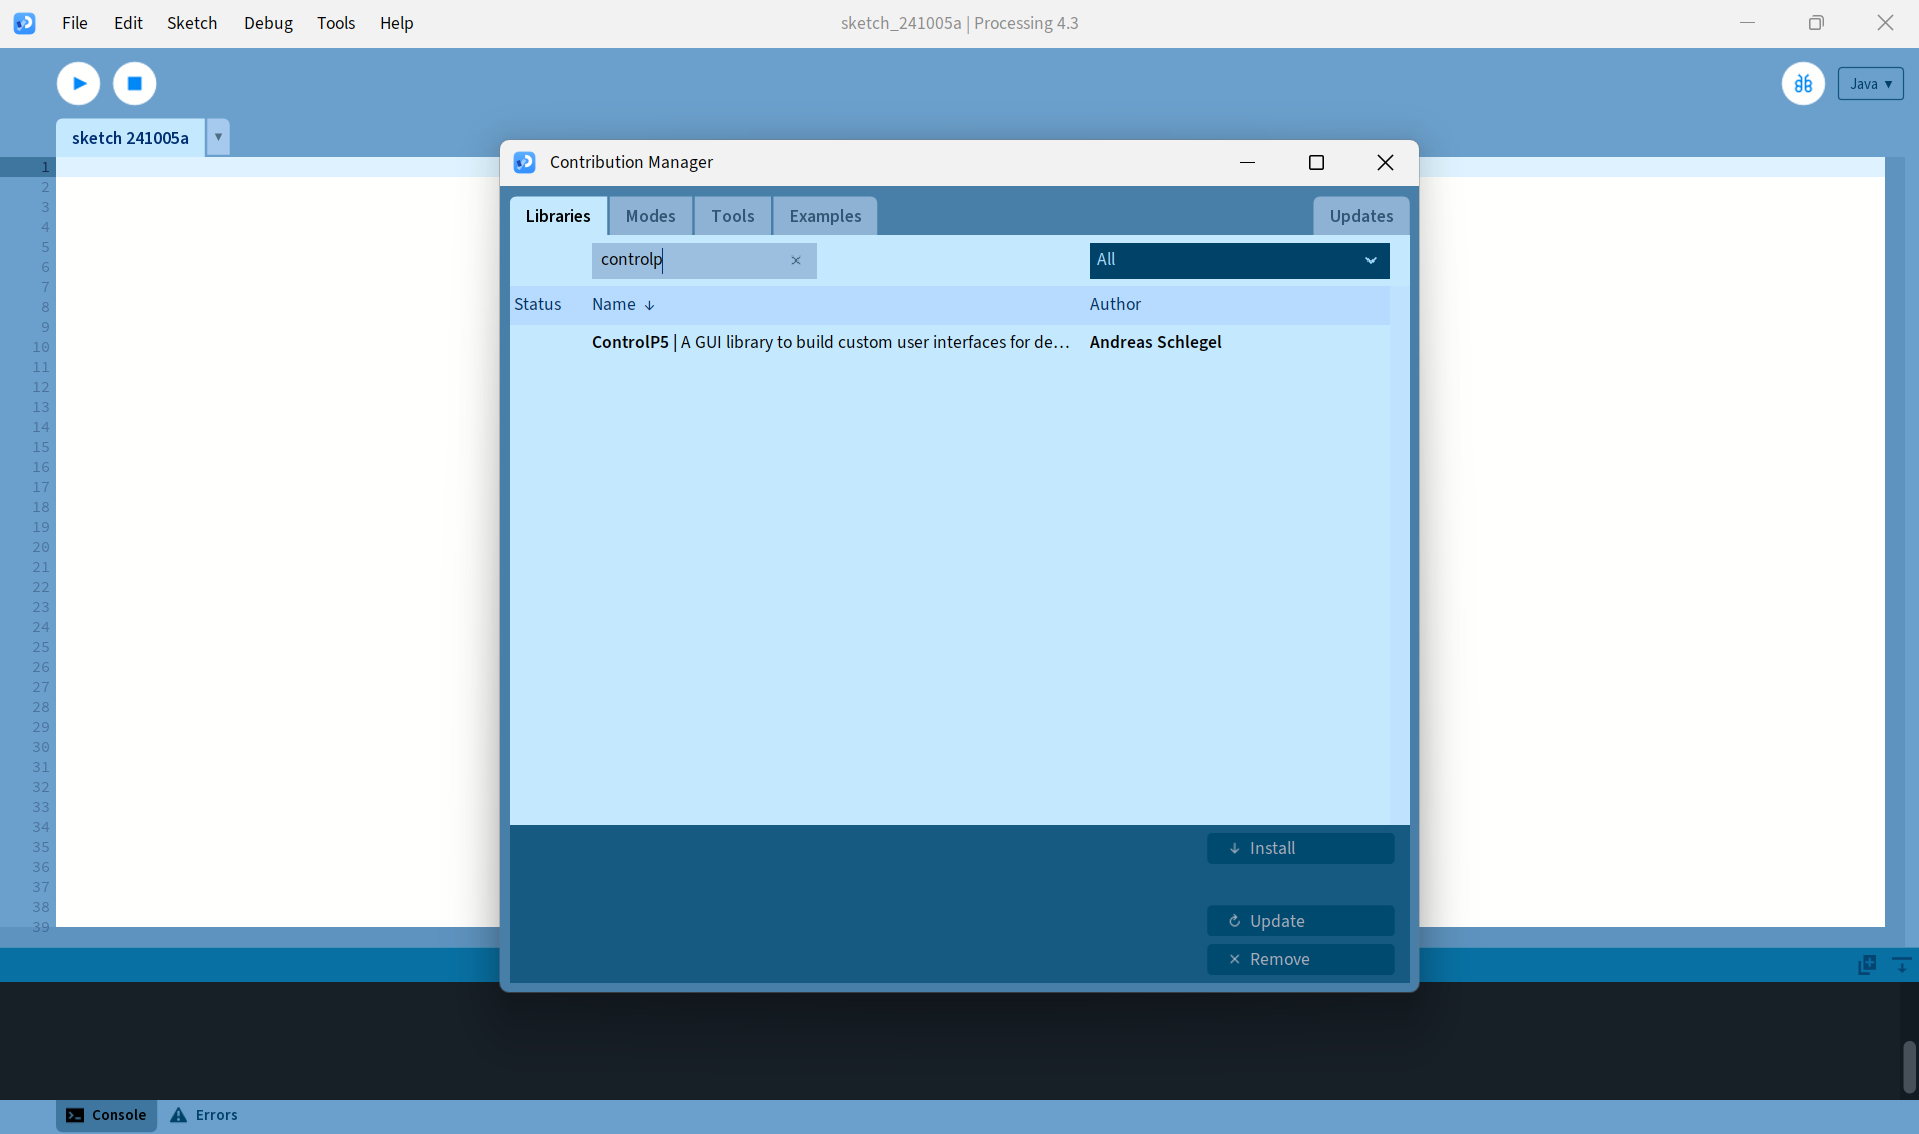 File Edit Sketch Debug Tools Help
sketch_241005a | Processing 4.3
Java ▾
sketch 241005a ▾
Contribution Manager
Libraries Modes Tools Examples Updates
controlp
All
Status Name ↓ Author
ControlP5 | A GUI library to build custom user interfaces for de... Andreas Schlegel
Install
Update
Remove
1
2
3
4
5
6
7
8
9
10
11
12
13
14
15
16
17
18
19
20
21
22
23
24
25
26
27
28
29
30
31
32
33
34
35
36
37
38
39
Console Errors